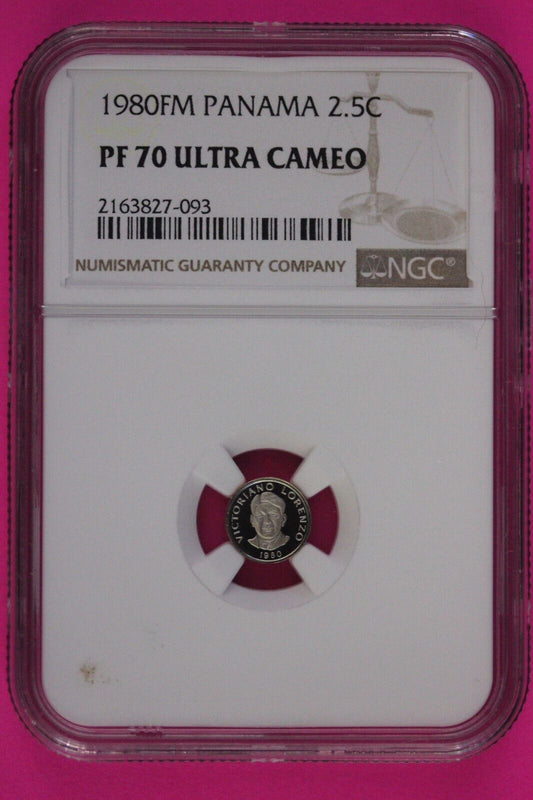 1980FM PANAMA 2.5C
PF 70 ULTRA CAMEO
2163827-093
NUMISMATIC GUARANTY COMPANY
NGC®
VICTORIANO LORENZO
1980